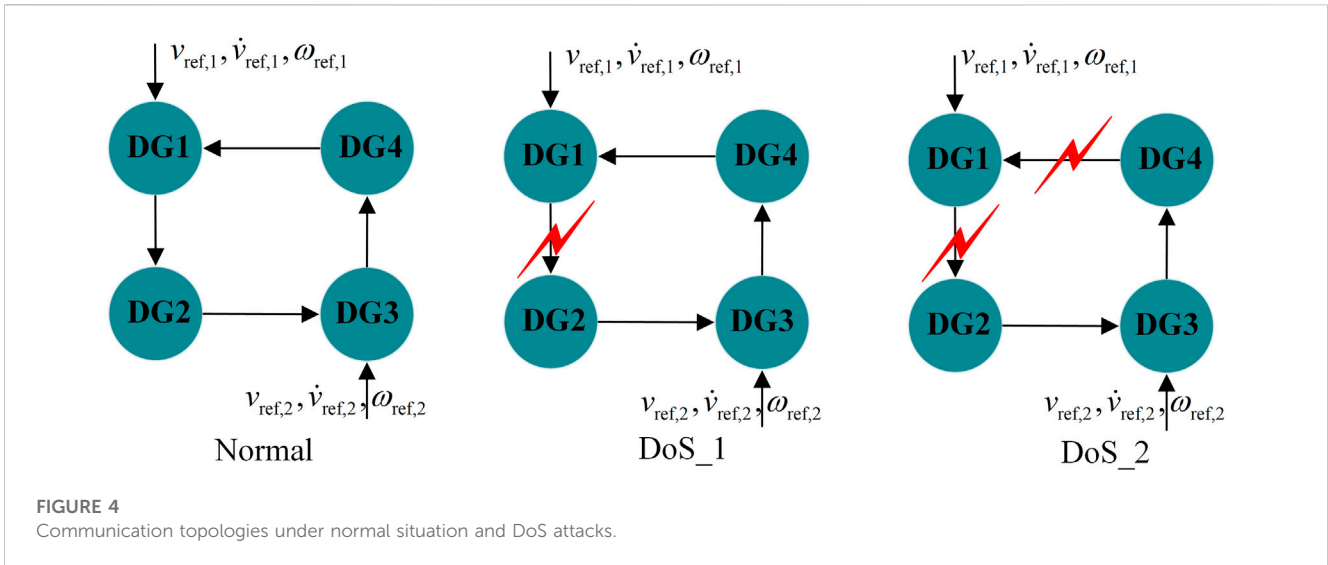 v_ref,1, v̇_ref,1, ω_ref,1
DG1 DG4
DG2 DG3
v_ref,2, v̇_ref,2, ω_ref,2
Normal
v_ref,1, v̇_ref,1, ω_ref,1
DG1 DG4
DG2 DG3
v_ref,2, v̇_ref,2, ω_ref,2
DoS_1
v_ref,1, v̇_ref,1, ω_ref,1
DG1 DG4
DG2 DG3
v_ref,2, v̇_ref,2, ω_ref,2
DoS_2
FIGURE 4
Communication topologies under normal situation and DoS attacks.